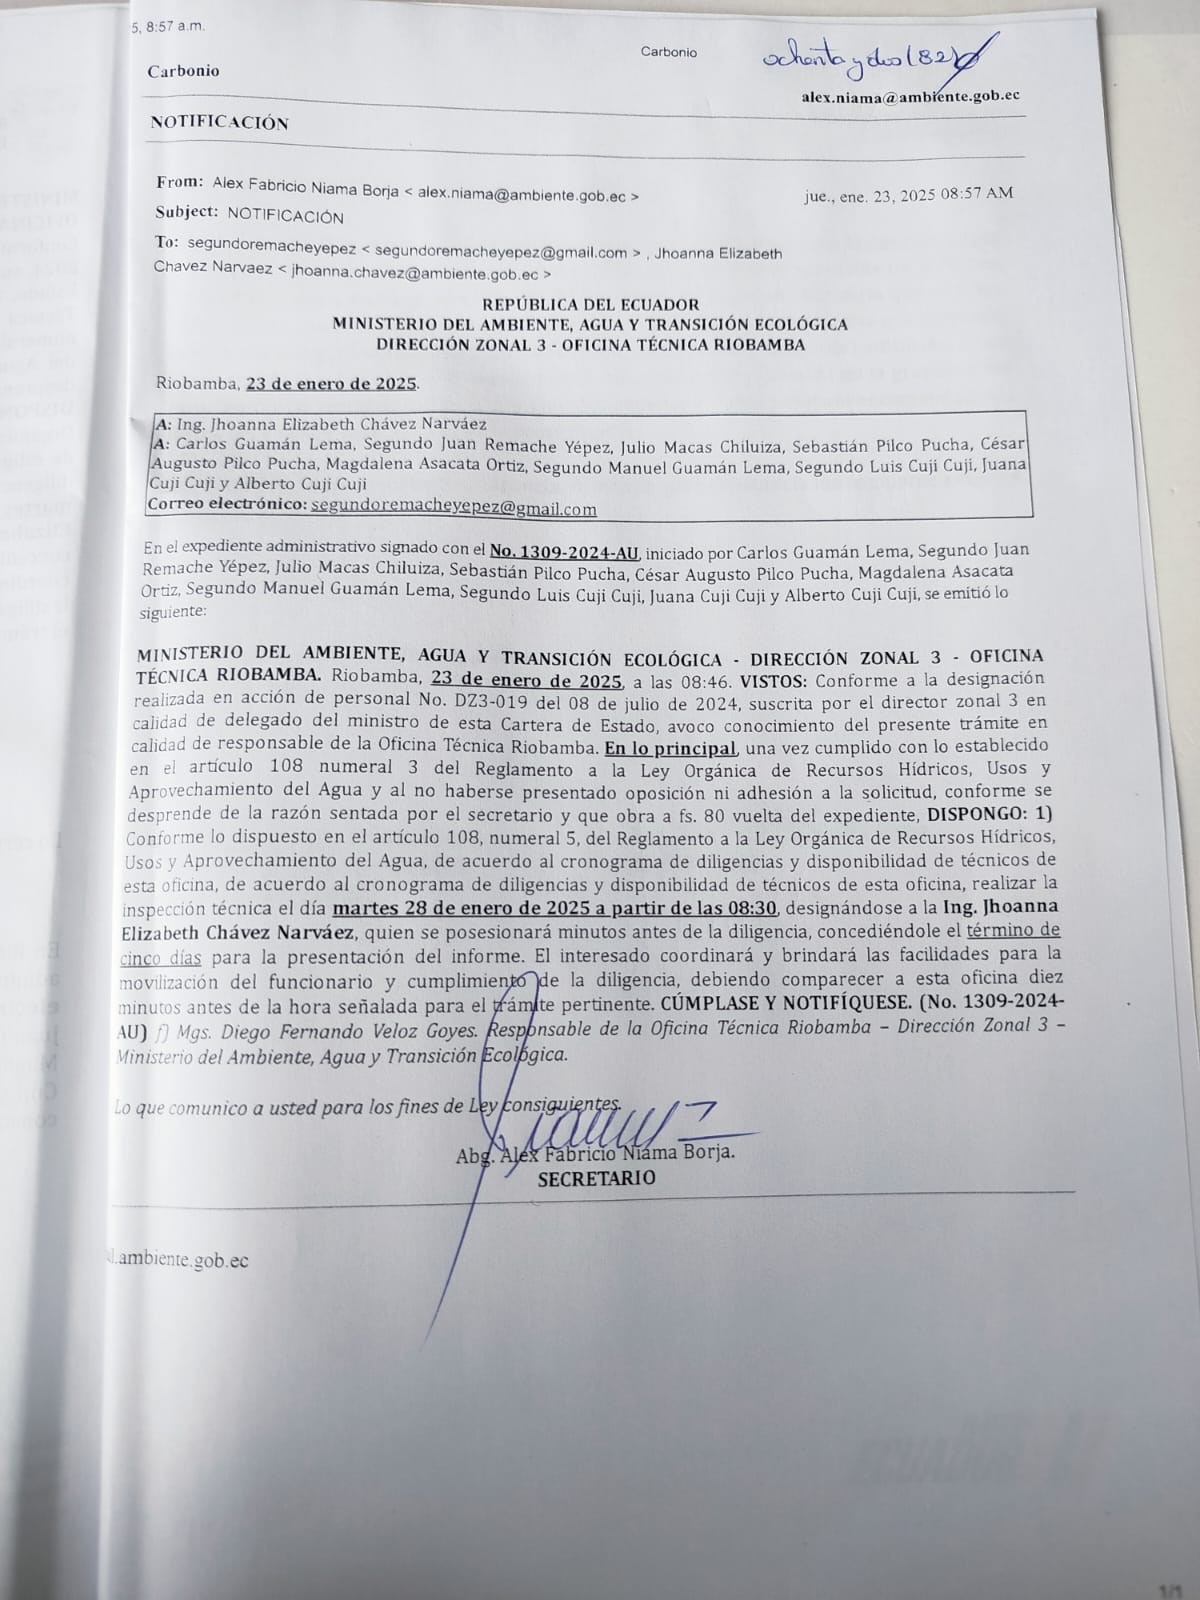 5, 8:57 a.m.
Carbonio
ochenta y dos (82)
Carbonio
alex.niama@ambiente.gob.ec
NOTIFICACIÓN
From: Alex Fabricio Niama Borja < alex.niama@ambiente.gob.ec >
jue., ene. 23, 2025 08:57 AM
Subject: NOTIFICACIÓN
To: segundoremacheyepez < segundoremacheyepez@gmail.com > , Jhoanna Elizabeth
Chavez Narvaez < jhoanna.chavez@ambiente.gob.ec >
REPÚBLICA DEL ECUADOR
MINISTERIO DEL AMBIENTE, AGUA Y TRANSICIÓN ECOLÓGICA
DIRECCIÓN ZONAL 3 - OFICINA TÉCNICA RIOBAMBA
Riobamba, 23 de enero de 2025.
A: Ing. Jhoanna Elizabeth Chávez Narváez
A: Carlos Guamán Lema, Segundo Juan Remache Yépez, Julio Macas Chiluiza, Sebastián Pilco Pucha, César
Augusto Pilco Pucha, Magdalena Asacata Ortiz, Segundo Manuel Guamán Lema, Segundo Luis Cuji Cuji, Juana
Cuji Cuji y Alberto Cuji Cuji
Correo electrónico: segundoremacheyepez@gmail.com
En el expediente administrativo signado con el No. 1309-2024-AU, iniciado por Carlos Guamán Lema, Segundo Juan
Remache Yépez, Julio Macas Chiluiza, Sebastián Pilco Pucha, César Augusto Pilco Pucha, Magdalena Asacata
Ortiz, Segundo Manuel Guamán Lema, Segundo Luis Cuji Cuji, Juana Cuji Cuji y Alberto Cuji Cuji, se emitió lo
siguiente:
MINISTERIO DEL AMBIENTE, AGUA Y TRANSICIÓN ECOLÓGICA - DIRECCIÓN ZONAL 3 - OFICINA
TÉCNICA RIOBAMBA. Riobamba, 23 de enero de 2025, a las 08:46. VISTOS: Conforme a la designación
realizada en acción de personal No. DZ3-019 del 08 de julio de 2024, suscrita por el director zonal 3 en
calidad de delegado del ministro de esta Cartera de Estado, avoco conocimiento del presente trámite en
calidad de responsable de la Oficina Técnica Riobamba. En lo principal, una vez cumplido con lo establecido
en el artículo 108 numeral 3 del Reglamento a la Ley Orgánica de Recursos Hídricos, Usos y
Aprovechamiento del Agua y al no haberse presentado oposición ni adhesión a la solicitud, conforme se
desprende de la razón sentada por el secretario y que obra a fs. 80 vuelta del expediente, DISPONGO: 1)
Conforme lo dispuesto en el artículo 108, numeral 5, del Reglamento a la Ley Orgánica de Recursos Hídricos,
Usos y Aprovechamiento del Agua, de acuerdo al cronograma de diligencias y disponibilidad de técnicos de
esta oficina, de acuerdo al cronograma de diligencias y disponibilidad de técnicos de esta oficina, realizar la
inspección técnica el día martes 28 de enero de 2025 a partir de las 08:30, designándose a la Ing. Jhoanna
Elizabeth Chávez Narváez, quien se posesionará minutos antes de la diligencia, concediéndole el término de
cinco días para la presentación del informe. El interesado coordinará y brindará las facilidades para la
movilización del funcionario y cumplimiento de la diligencia, debiendo comparecer a esta oficina diez
minutos antes de la hora señalada para el trámite pertinente. CÚMPLASE Y NOTIFÍQUESE. (No. 1309-2024-
AU) f) Mgs. Diego Fernando Veloz Goyes. Responsable de la Oficina Técnica Riobamba – Dirección Zonal 3 –
Ministerio del Ambiente, Agua y Transición Ecológica.
Lo que comunico a usted para los fines de Ley consiguientes.
Abg. Alex Fabricio Niama Borja.
SECRETARIO
l.ambiente.gob.ec
1/1